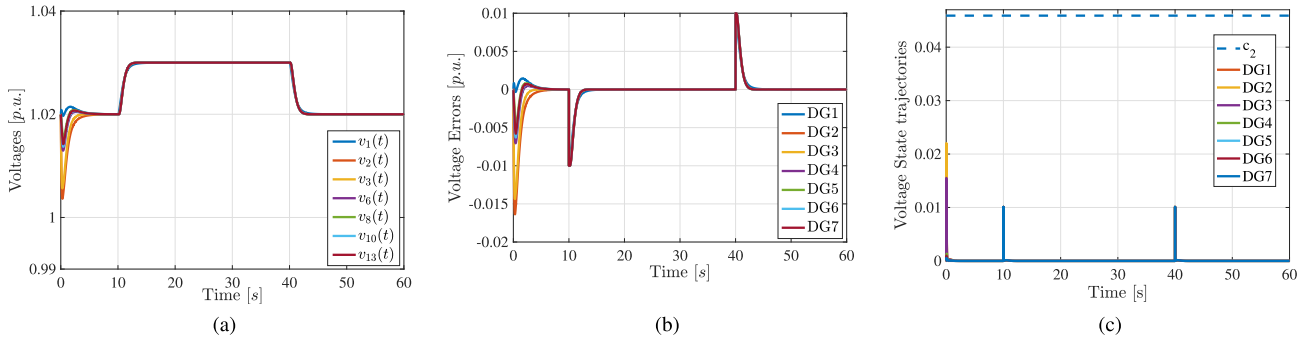 1.04
1.02
1
0.99
Voltages [p.u.]
v₁(t)
v₂(t)
v₃(t)
v₆(t)
v₈(t)
v₁₀(t)
v₁₃(t)
0 10 20 30 40 50 60
Time [s]
(a)
0.01
0.005
0
-0.005
-0.01
-0.015
-0.02
Voltage Errors [p.u.]
DG1
DG2
DG3
DG4
DG5
DG6
DG7
0 10 20 30 40 50 60
Time [s]
(b)
0.04
0.03
0.02
0.01
0
Voltage State trajectories
c₂
DG1
DG2
DG3
DG4
DG5
DG6
DG7
0 10 20 30 40 50 60
Time [s]
(c)